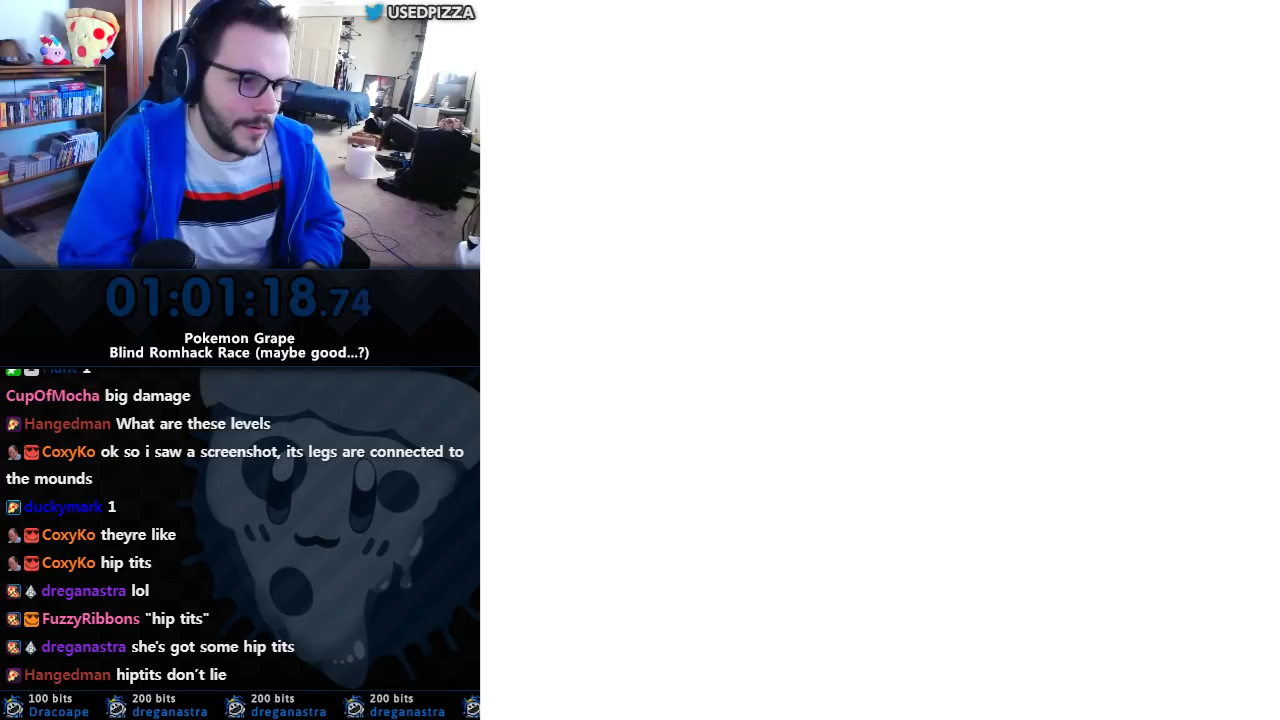 USEDPIZZA
01:01:18.74
Pokemon Grape
Blind Romhack Race (maybe good...?)
1
CupOfMocha big damage
Hangedman What are these levels
CoxyKo ok so i saw a screenshot, its legs are connected to
the mounds
duckymark 1
CoxyKo theyre like
CoxyKo hip tits
dreganastra lol
FuzzyRibbons "hip tits"
dreganastra she's got some hip tits
Hangedman hiptits don't lie
100 bits 200 bits 200 bits 200 bits
Dracoape dreganastra dreganastra dreganastra